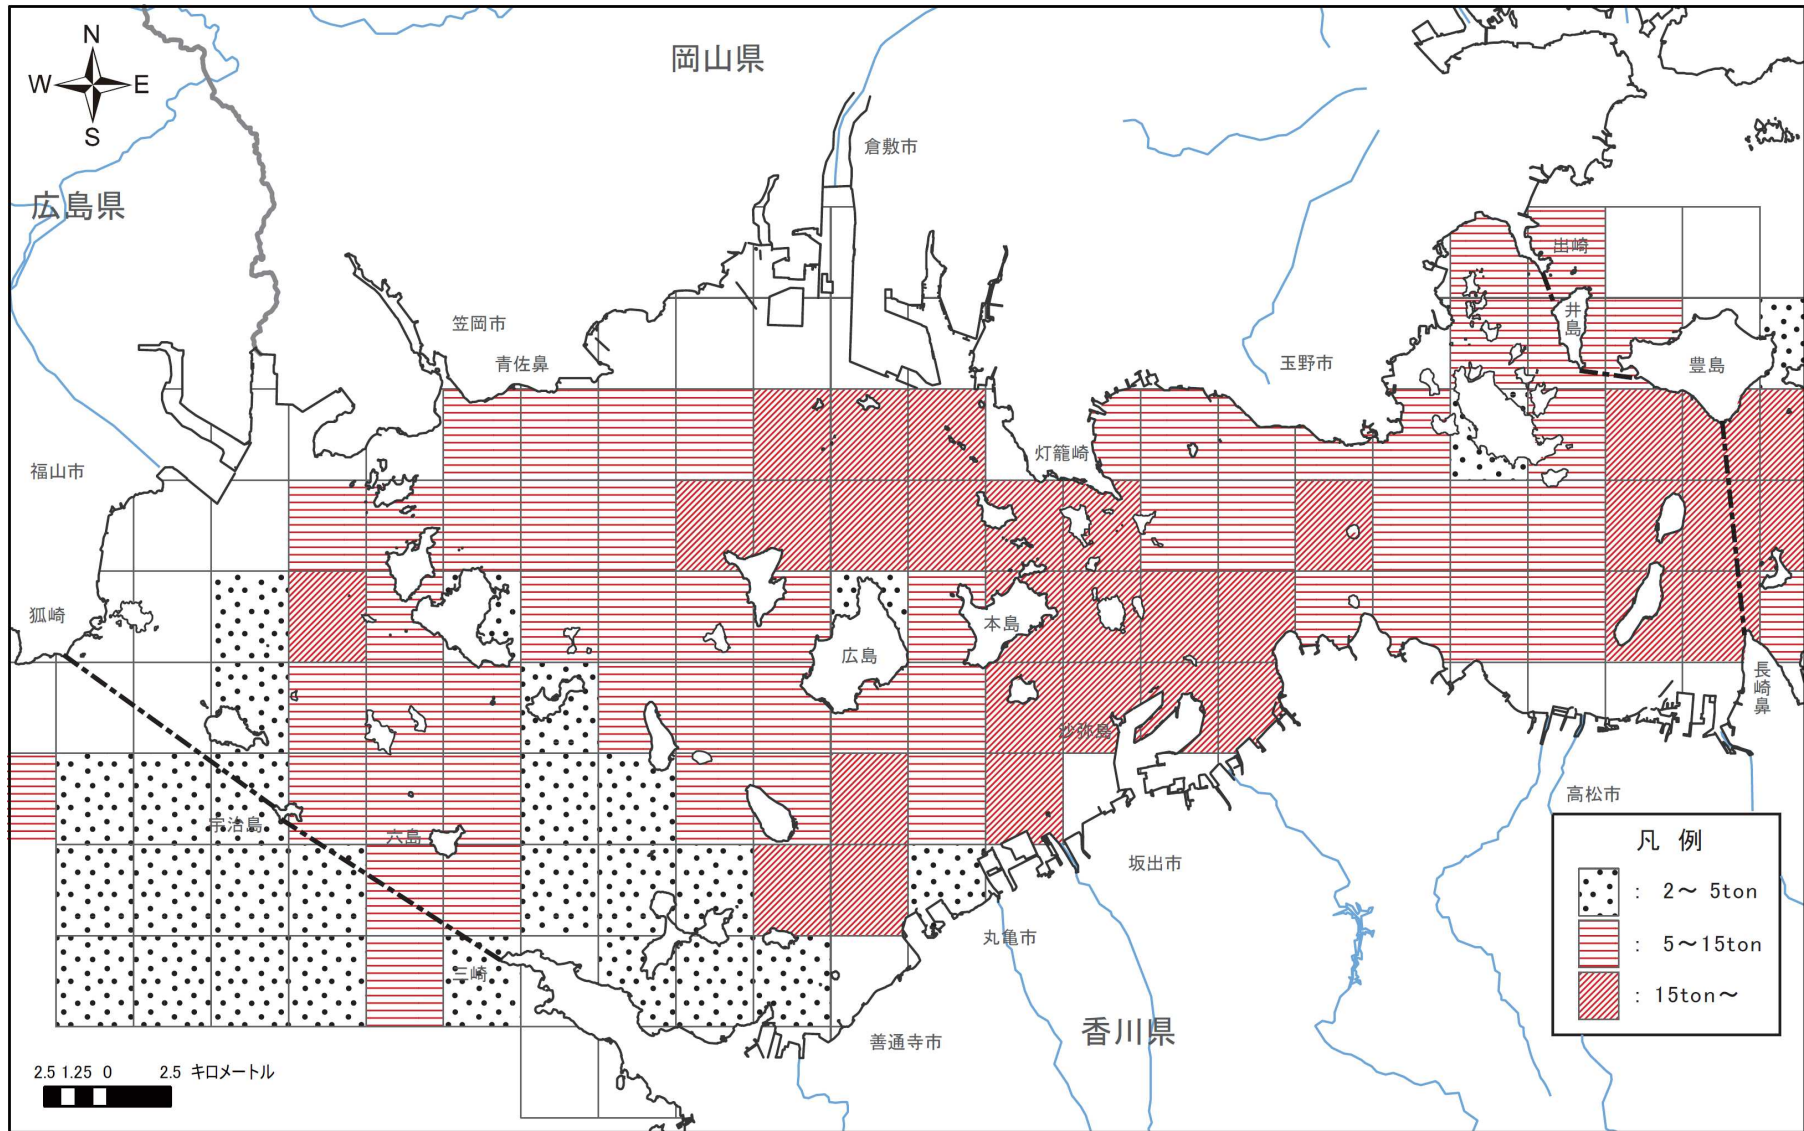 N
W E
S
岡山県
倉敷市
広島県
出崎
井島
笠岡市
青佐鼻
玉野市
豊島
灯籠崎
福山市
狐崎
本島
広島
長崎鼻
沙弥島
高松市
宇治島
六島
坂出市
丸亀市
三崎
善通寺市
香川県
凡 例
: 2～ 5ton
: 5～15ton
: 15ton～
2.5 1.25 0 2.5 キロメートル